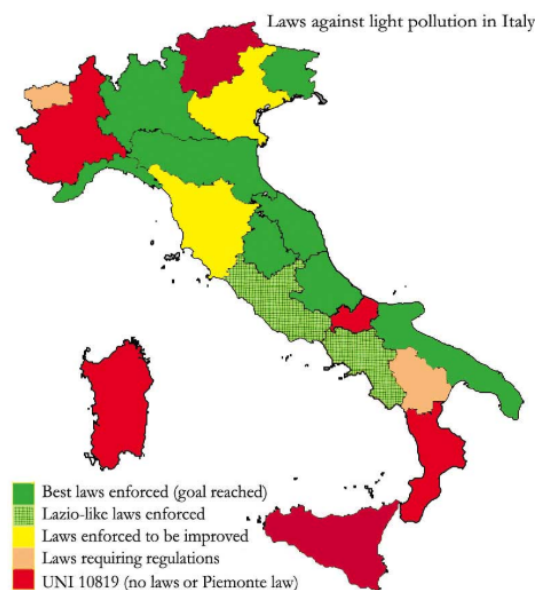 Laws against light pollution in Italy
Best laws enforced (goal reached)
Lazio-like laws enforced
Laws enforced to be improved
Laws requiring regulations
UNI 10819 (no laws or Piemonte law)